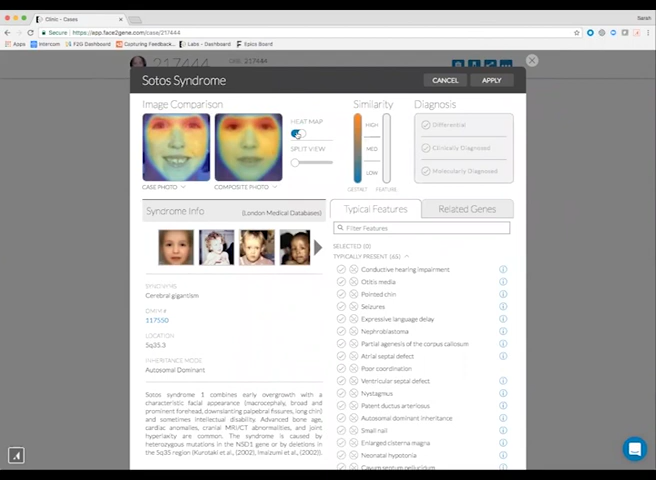 Clinic - Cases
Sarah
Secure https://app.face2gene.com/case/217444
Apps Intercom F2G Dashboard Capturing Feedback... Labs - Dashboard Epics Board
217444
Sotos Syndrome
CANCEL
APPLY
Image Comparison
Similarity
Diagnosis
HEAT MAP
SPLIT VIEW
HIGH
MED.
LOW
GESTALT
FEATURE
Differential
Clinically Diagnosed
Molecularly Diagnosed
CASE PHOTO
COMPOSITE PHOTO
Syndrome Info
(London Medical Databases)
Typical Features
Related Genes
Filter Features
SELECTED (0)
TYPICALLY PRESENT (65)
SYNONYMS
Cerebral gigantism
OMIM #
117550
LOCATION
5q35.3
INHERITANCE MODE
Autosomal Dominant
Sotos syndrome 1 combines early overgrowth with a
characteristic facial appearance (macrocephaly, broad and
prominent forehead, downslanting palpebral fissures, long chin)
and sometimes intellectual disability. Advanced bone age,
cardiac anomalies, cranial MRI/CT abnormalities, and joint
hyperlaxity are common. The syndrome is caused by
heterozygous mutations in the NSD1 gene or by deletions in
the 5q35 region (Kurotaki et al., (2002), Imaizumi et al., (2002)).
Conductive hearing impairment
Otitis media
Pointed chin
Seizures
Expressive language delay
Nephroblastoma
Partial agenesis of the corpus callosum
Atrial septal defect
Poor coordination
Ventricular septal defect
Nystagmus
Patent ductus arteriosus
Autosomal dominant inheritance
Small nail
Enlarged cisterna magna
Neonatal hypotonia
Cavum septum pellucidum